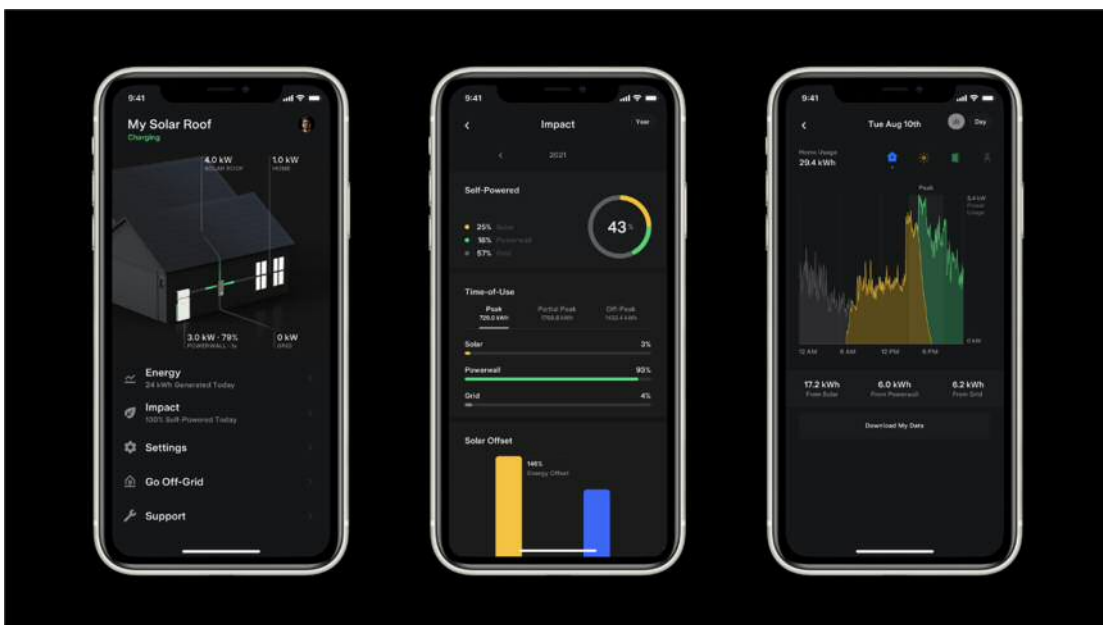 9:41
My Solar Roof
Charging
4.0 kW
SOLAR ROOF
1.0 kW
HOME
3.0 kW · 79%
POWERWALL
0 kW
GRID
Energy
24 kWh Generated Today
Impact
100% Self-Powered Today
Settings
Go Off-Grid
Support
9:41
Impact
Year
2021
Self-Powered
25% Solar
18% Powerwall
57% Grid
43%
Time-of-Use
Peak
Partial Peak
Off-Peak
Solar
3%
Powerwall
93%
Grid
4%
Solar Offset
146%
Energy Offset
9:41
Tue Aug 10th
Day
Home Usage
29.4 kWh
Peak
3.4 kW
Power
Usage
0 kW
12 AM
6 AM
12 PM
6 PM
17.2 kWh
From Solar
6.0 kWh
From Powerwall
6.2 kWh
From Grid
Download My Data